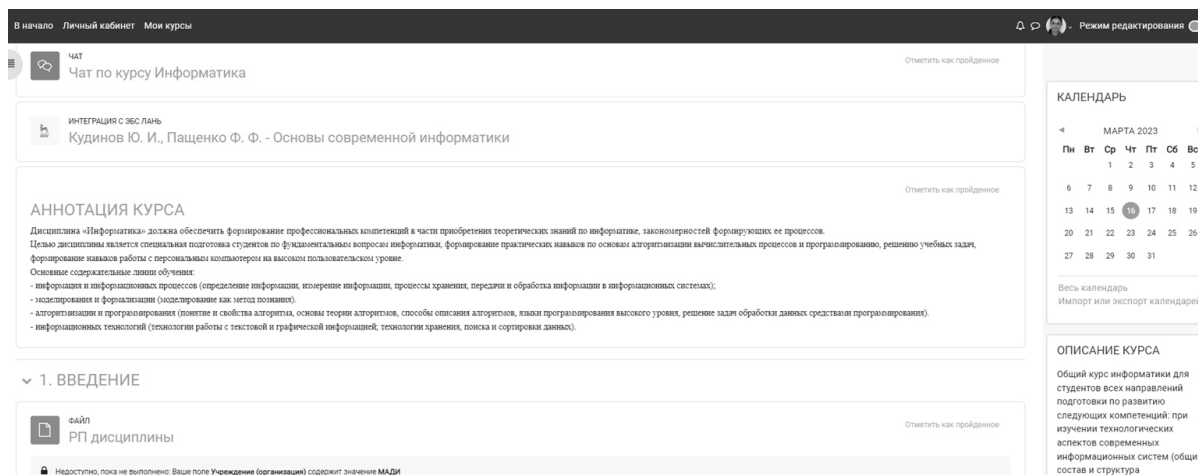 В начало Личный кабинет Мои курсы
Режим редактирования
ЧАТ
Чат по курсу Информатика
Отметить как пройденное
ИНТЕГРАЦИЯ С ЭБС ЛАНЬ
Кудинов Ю. И., Пащенко Ф. Ф. - Основы современной информатики
Отметить как пройденное
АННОТАЦИЯ КУРСА
Дисциплина «Информатика» должна обеспечить формирование профессиональных компетенций в части приобретения теоретических знаний по информатике, закономерностей формирующих ее процессов.
Целью дисциплины является специальная подготовка студентов по фундаментальным вопросам информатики, формирование практических навыков по основам алгоритмизации вычислительных процессов и программированию, решению учебных задач,
формирование навыков работы с персональным компьютером на высоком пользовательском уровне.
Основные содержательные линии обучения:
- информация и информационных процессов (определение информации, измерение информации, процессы хранения, передачи и обработка информации в информационных системах);
- моделирования и формализации (моделирование как метод познания).
- алгоритмизации и программирования (понятие и свойства алгоритма, основы теории алгоритмов, способы описания алгоритмов, языки программирования высокого уровня, решение задач обработки данных средствами программирования).
- информационных технологий (технологии работы с текстовой и графической информацией; технологии хранения, поиска и сортировки данных).
1. ВВЕДЕНИЕ
ФАЙЛ
РП дисциплины
Отметить как пройденное
Недоступно, пока не выполнено: Ваше поле Учреждение (организация) содержит значение МАДИ
КАЛЕНДАРЬ
МАРТА 2023
Пн Вт Ср Чт Пт Сб Вс
1 2 3 4 5
6 7 8 9 10 11 12
13 14 15 16 17 18 19
20 21 22 23 24 25 26
27 28 29 30 31
Весь календарь
Импорт или экспорт календарей
ОПИСАНИЕ КУРСА
Общий курс информатики для
студентов всех направлений
подготовки по развитию
следующих компетенций: при
изучении технологических
аспектов современных
информационных систем (общи
состав и структура